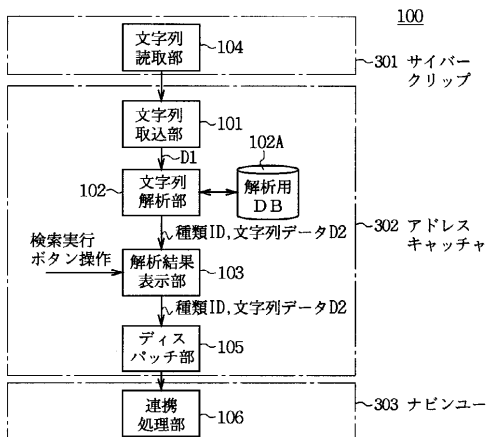 100
文字列
読取部
104
301 サイバー
クリップ
文字列
取込部
101
D1
102A
102
文字列
解析部
解析用
DB
302 アドレス
キャッチャ
種類ID,文字列データD2
検索実行
ボタン操作
解析結果
表示部
103
種類ID,文字列データD2
ディス
パッチ部
105
連携
処理部
106
303 ナビンユー